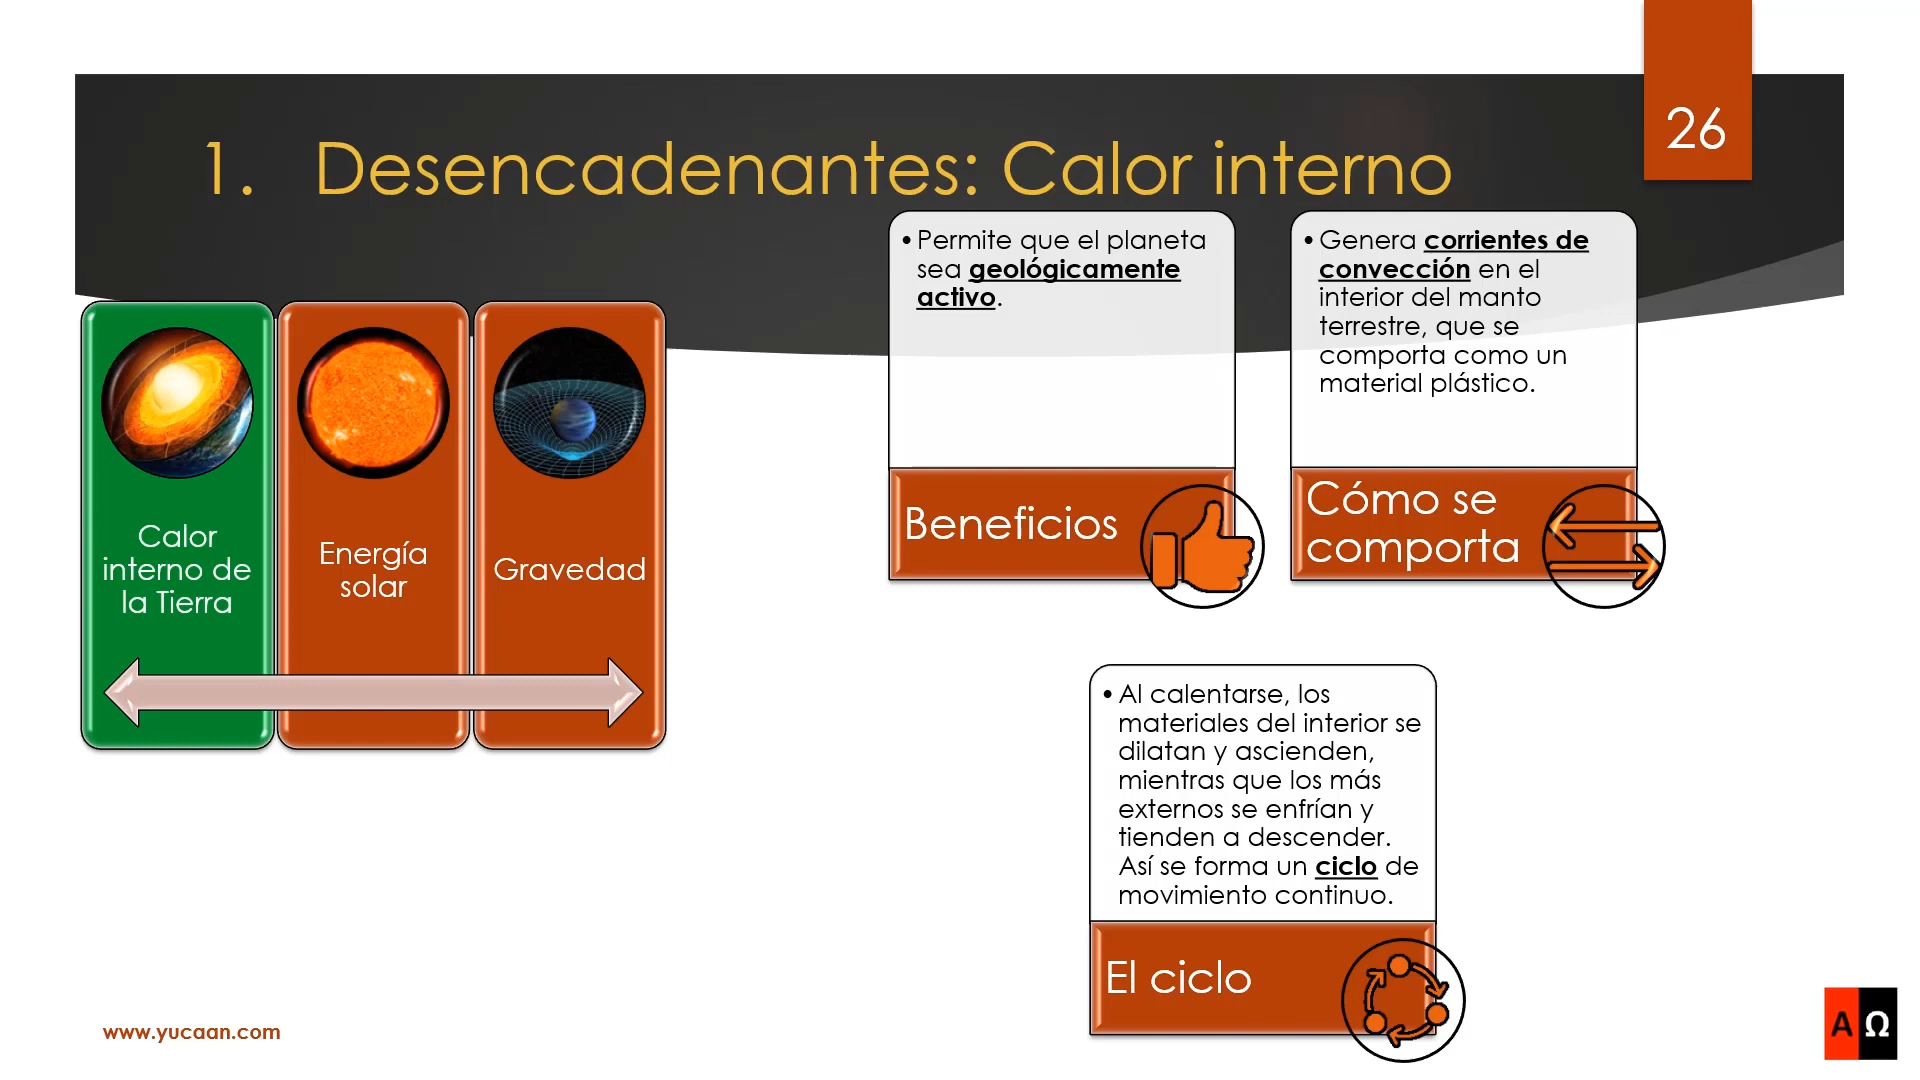 26
1. Desencadenantes: Calor interno
Calor
interno de
la Tierra
Energía
solar
Gravedad
•Permite que el planeta
sea geológicamente
activo.
Beneficios
•Genera corrientes de
convección en el
interior del manto
terrestre, que se
comporta como un
material plástico.
Cómo se
comporta
•Al calentarse, los
materiales del interior se
dilatan y ascienden,
mientras que los más
externos se enfrían y
tienden a descender.
Así se forma un ciclo de
movimiento continuo.
El ciclo
www.yucaan.com
A Ω